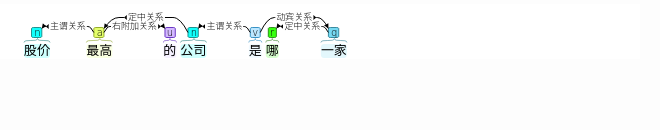 定中关系 动宾关系
主谓关系 右附加关系 主谓关系 定中关系
n a u n v r q
股价 最高 的 公司 是 哪 一家